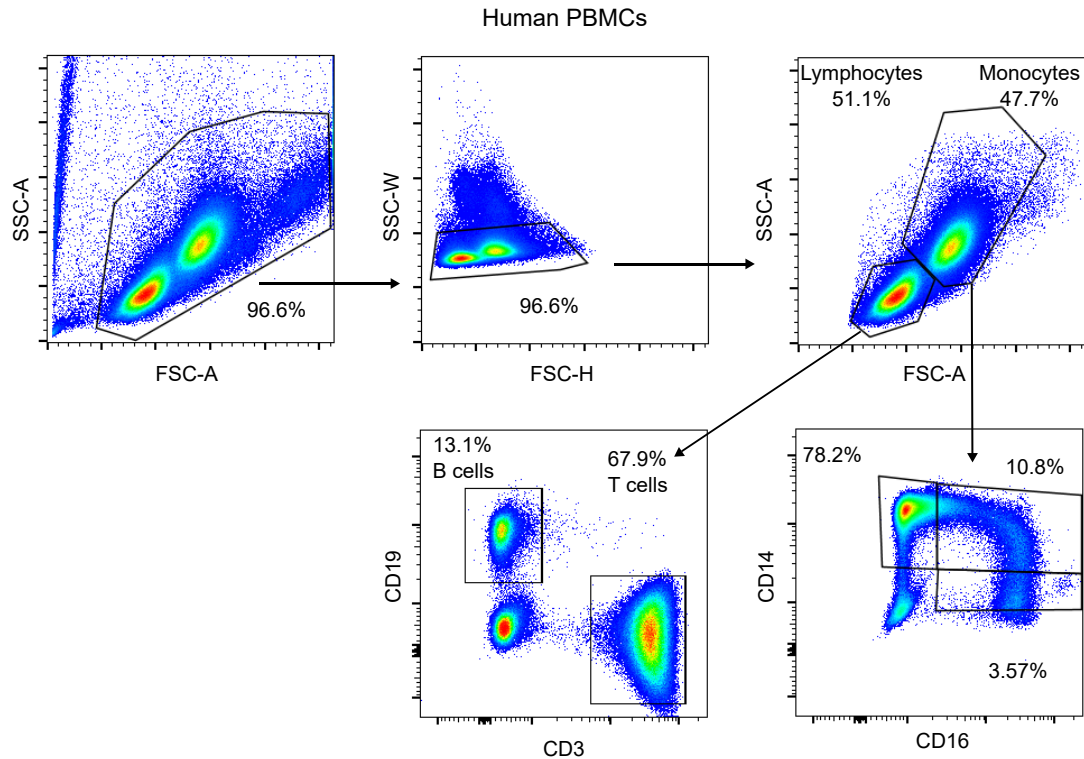 Human PBMCs
SSC-A
96.6%
FSC-A
SSC-W
96.6%
FSC-H
Lymphocytes
51.1%
Monocytes
47.7%
SSC-A
FSC-A
13.1%
B cells
67.9%
T cells
CD19
CD3
78.2%
10.8%
CD14
3.57%
CD16